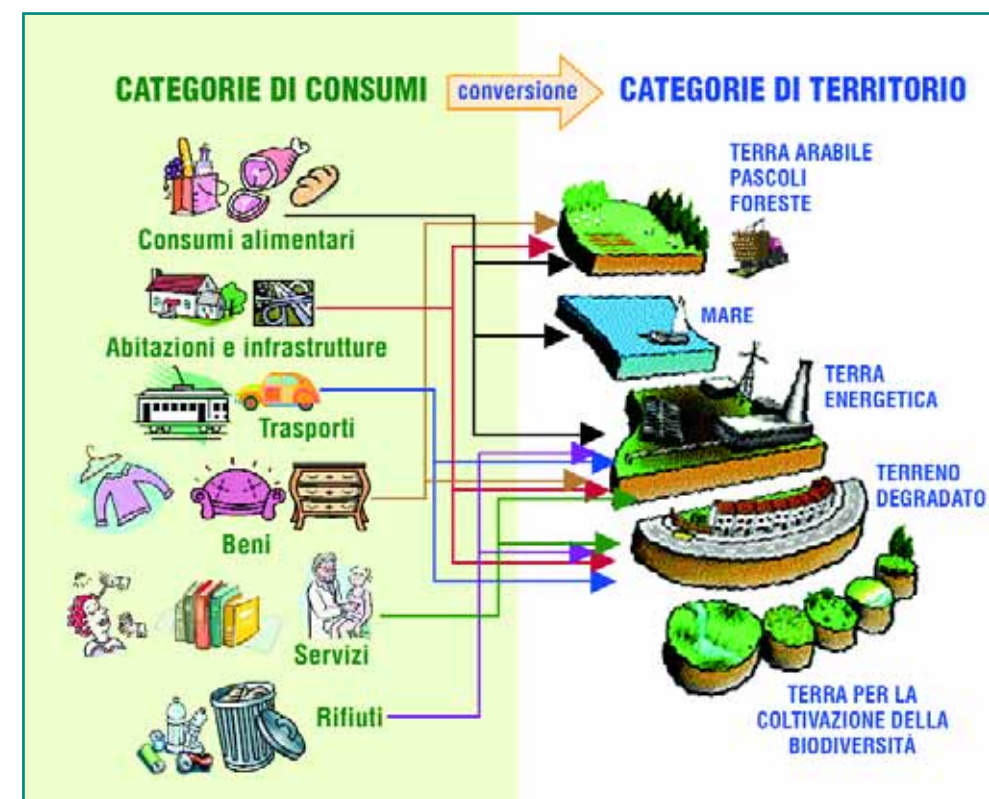 CATEGORIE DI CONSUMI
conversione
CATEGORIE DI TERRITORIO
Consumi alimentari
Abitazioni e infrastrutture
Trasporti
Beni
Servizi
Rifiuti
TERRA ARABILE
PASCOLI
FORESTE
MARE
TERRA
ENERGETICA
TERRENO
DEGRADATO
TERRA PER LA
COLTIVAZIONE DELLA
BIODIVERSITÀ